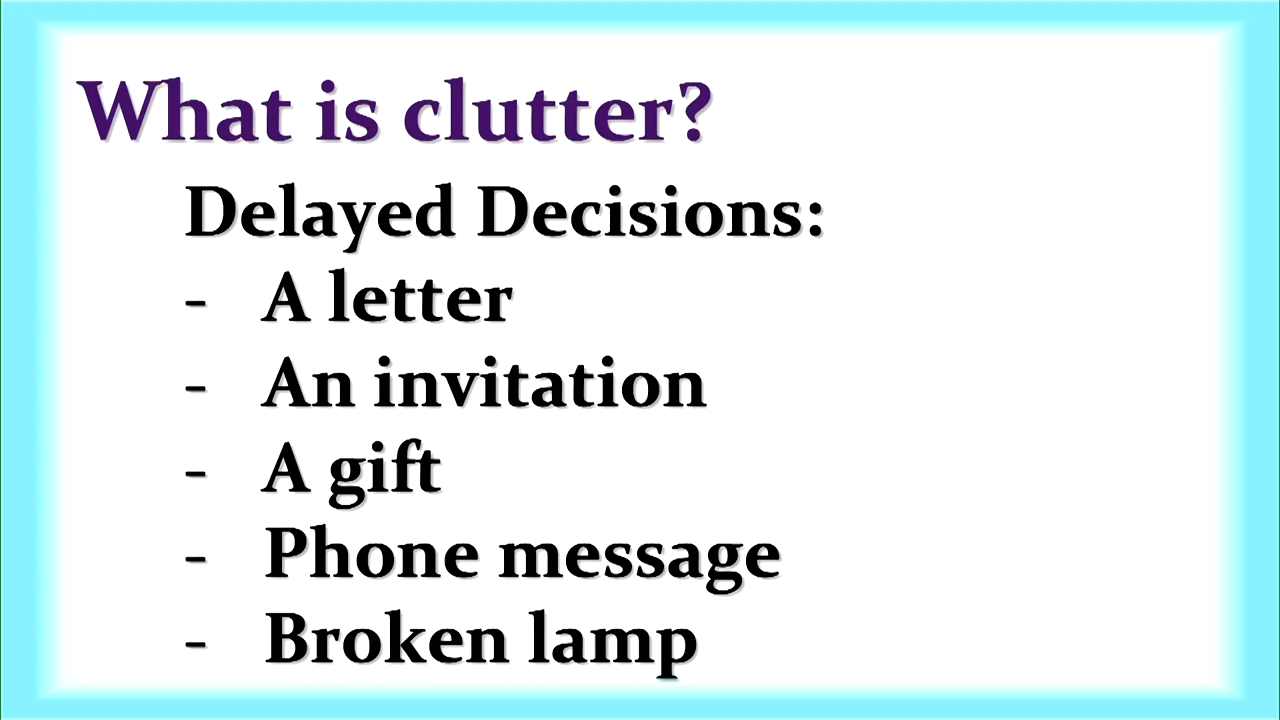 What is clutter?
Delayed Decisions:
- A letter
- An invitation
- A gift
- Phone message
- Broken lamp